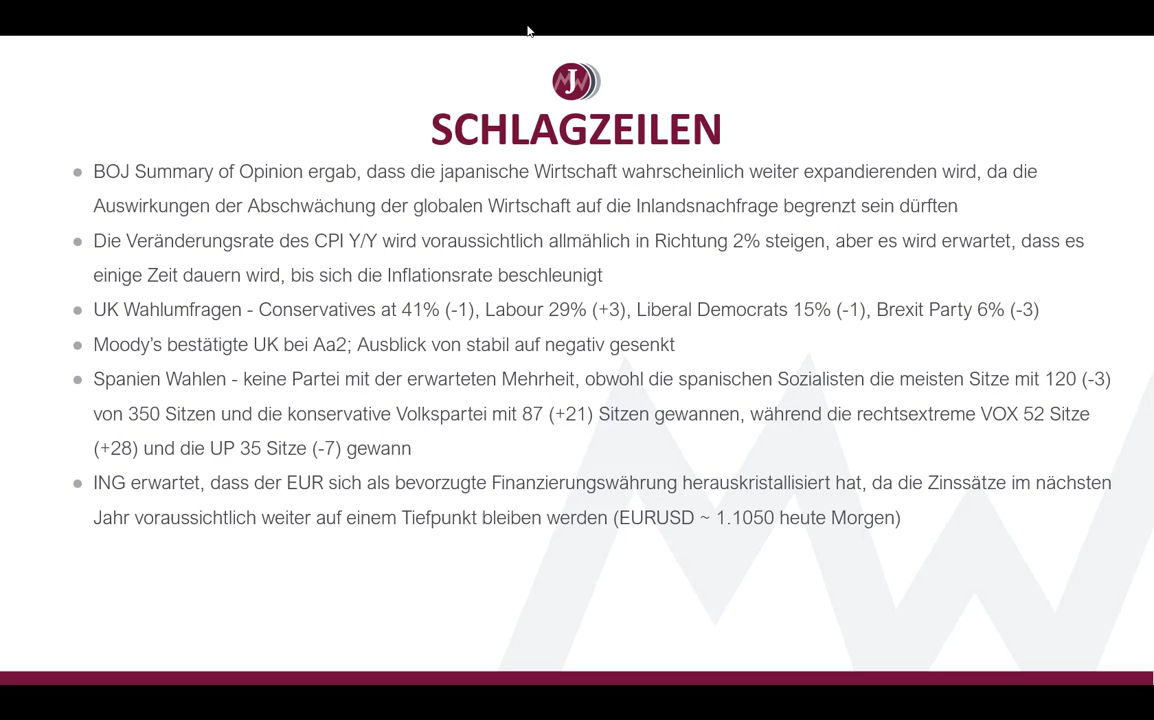 J
SCHLAGZEILEN
BOJ Summary of Opinion ergab, dass die japanische Wirtschaft wahrscheinlich weiter expandierenden wird, da die
Auswirkungen der Abschwächung der globalen Wirtschaft auf die Inlandsnachfrage begrenzt sein dürften
Die Veränderungsrate des CPI Y/Y wird voraussichtlich allmählich in Richtung 2% steigen, aber es wird erwartet, dass es
einige Zeit dauern wird, bis sich die Inflationsrate beschleunigt
UK Wahlumfragen - Conservatives at 41% (-1), Labour 29% (+3), Liberal Democrats 15% (-1), Brexit Party 6% (-3)
Moody's bestätigte UK bei Aa2; Ausblick von stabil auf negativ gesenkt
Spanien Wahlen - keine Partei mit der erwarteten Mehrheit, obwohl die spanischen Sozialisten die meisten Sitze mit 120 (-3)
von 350 Sitzen und die konservative Volkspartei mit 87 (+21) Sitzen gewannen, während die rechtsextreme VOX 52 Sitze
(+28) und die UP 35 Sitze (-7) gewann
ING erwartet, dass der EUR sich als bevorzugte Finanzierungswährung herauskristallisiert hat, da die Zinssätze im nächsten
Jahr voraussichtlich weiter auf einem Tiefpunkt bleiben werden (EURUSD ~ 1.1050 heute Morgen)